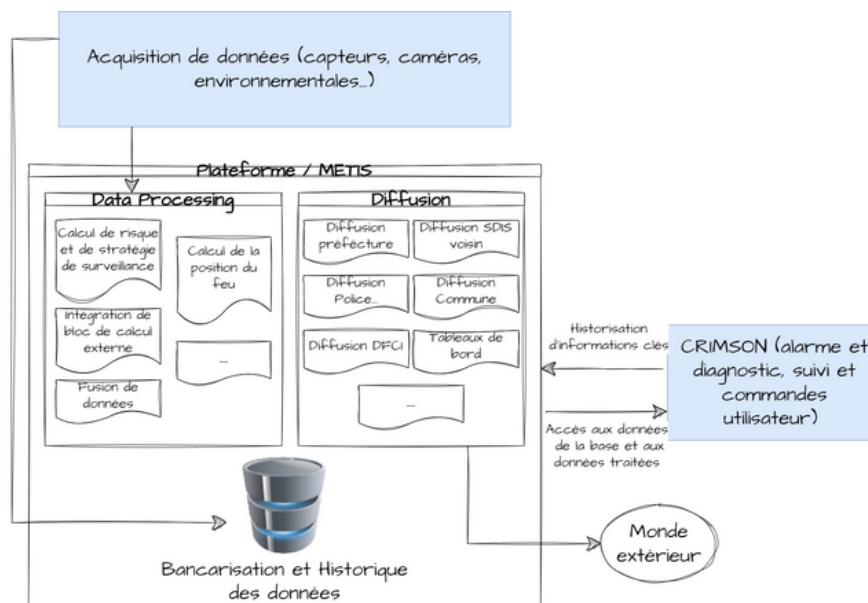 Acquisition de données (capteurs, caméras,
environnementales...)
Plateforme / METIS
Data Processing
Calcul de risque
et de stratégie
de surveillance
Calcul de la
position du
feu
Intégration de
bloc de calcul
externe
...
Fusion de
données
Diffusion
Diffusion
préfécture
Diffusion SDIS
voisin
Diffusion
Police...
Diffusion
Commune
Diffusion DFCI
Tableaux de
bord
...
Historisation
d'informations clés
CRIMSON (alarme et
diagnostic, suivi et
commandes
utilisateur)
Accès aux données
de la base et aux
données traitées
Monde
extérieur
Bancarisation et Historique
des données